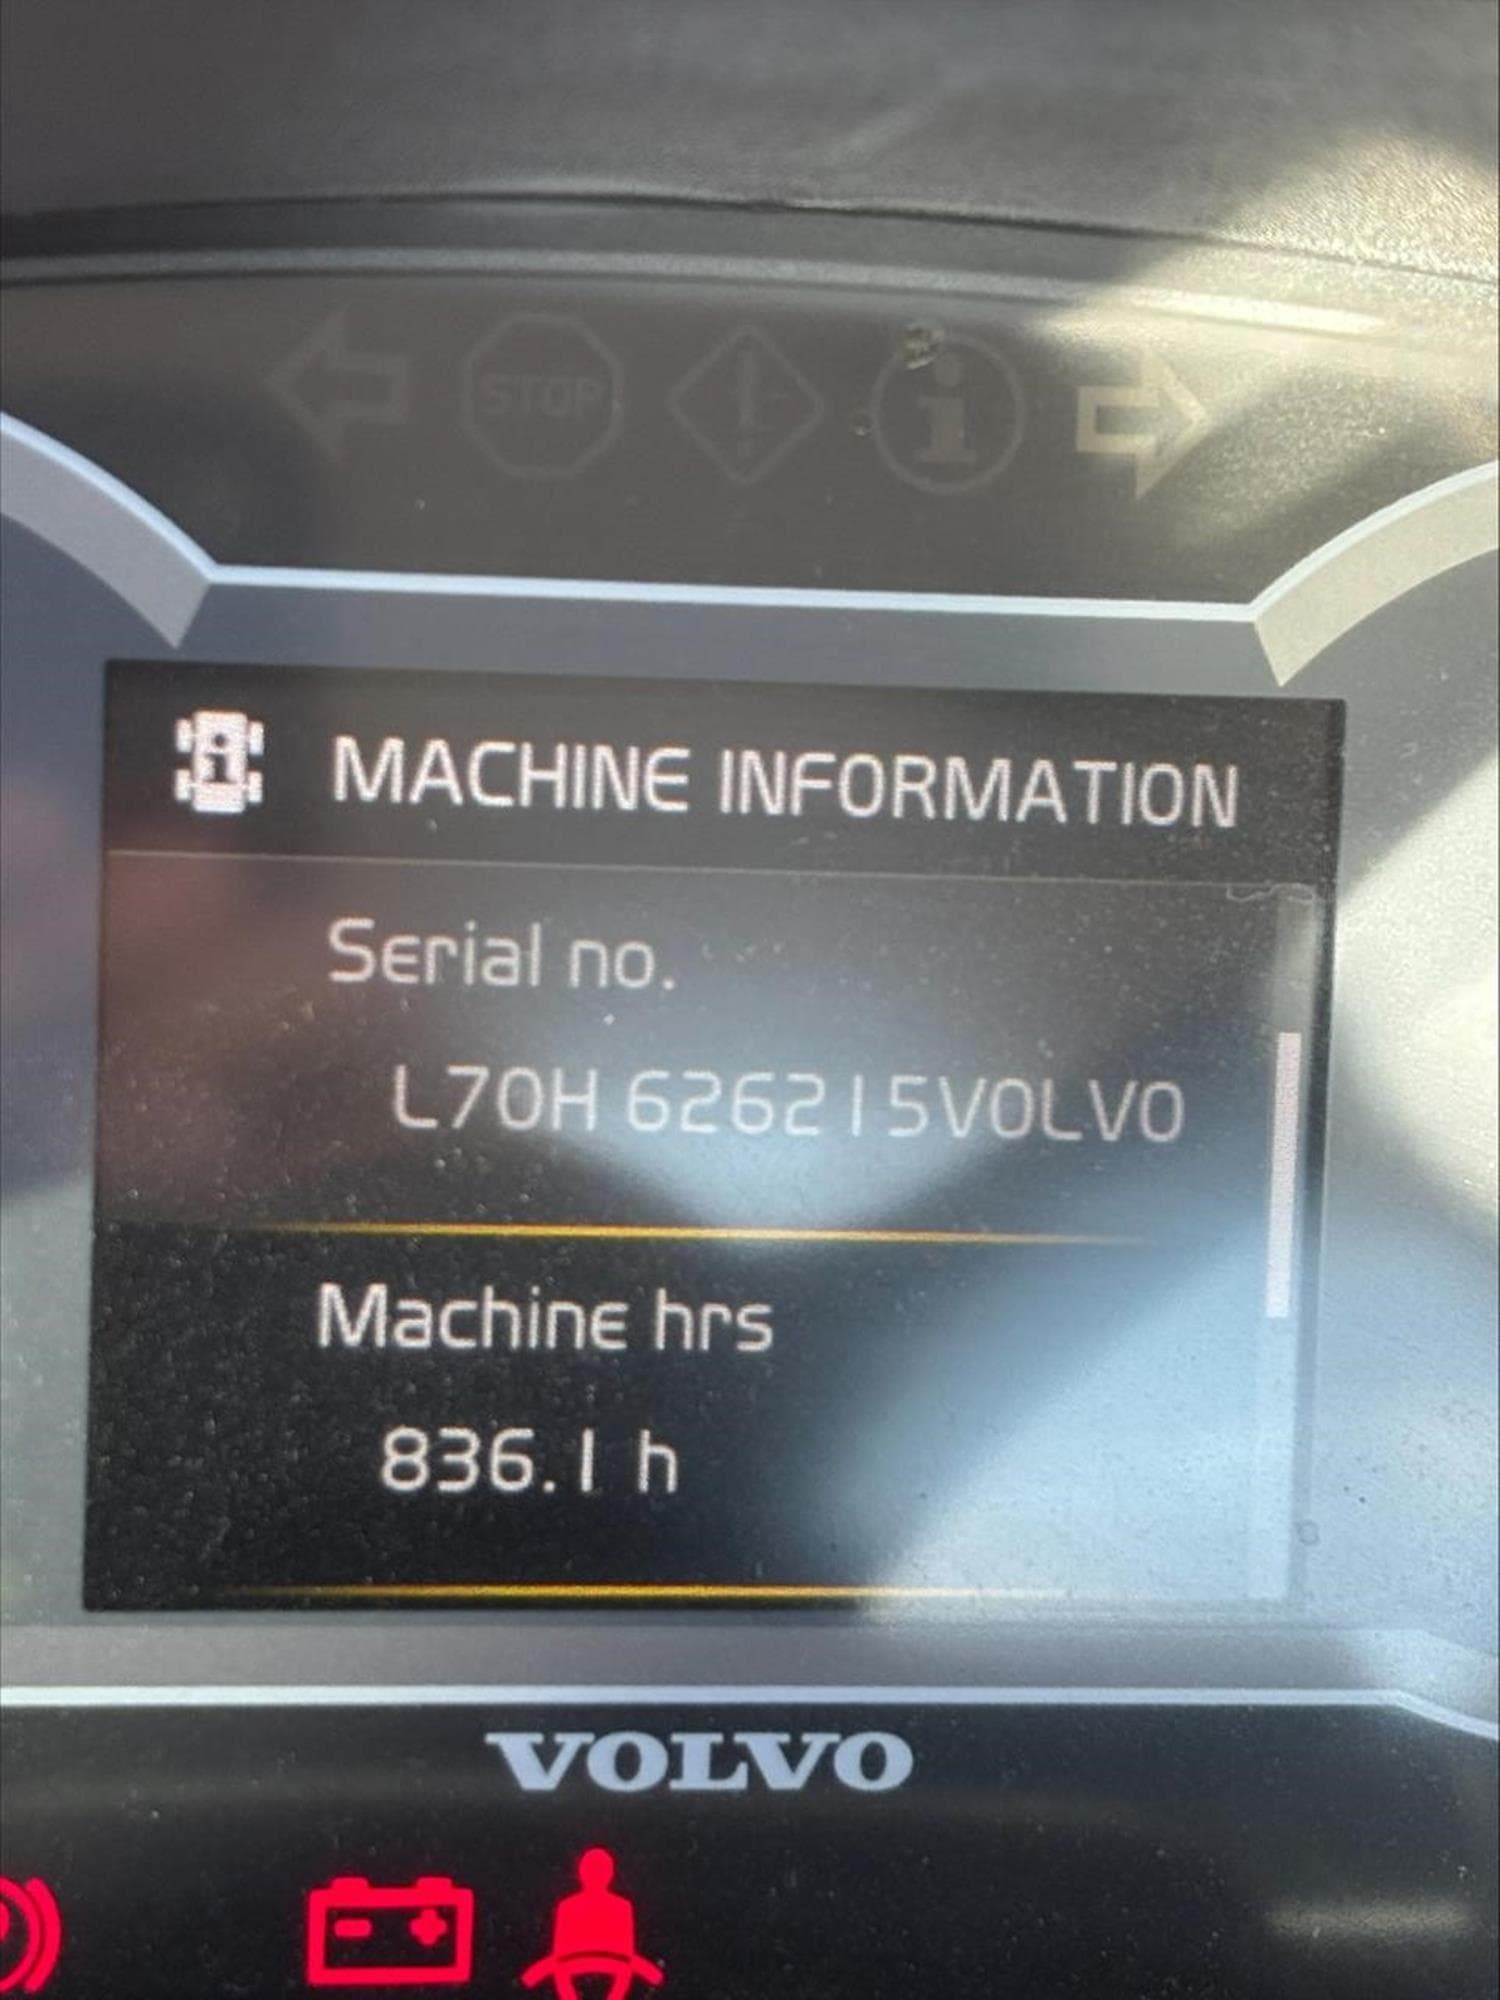 STOP
MACHINE INFORMATION
Serial no.
L70H 626215VOLVO
Machine hrs
836.1 h
VOLVO